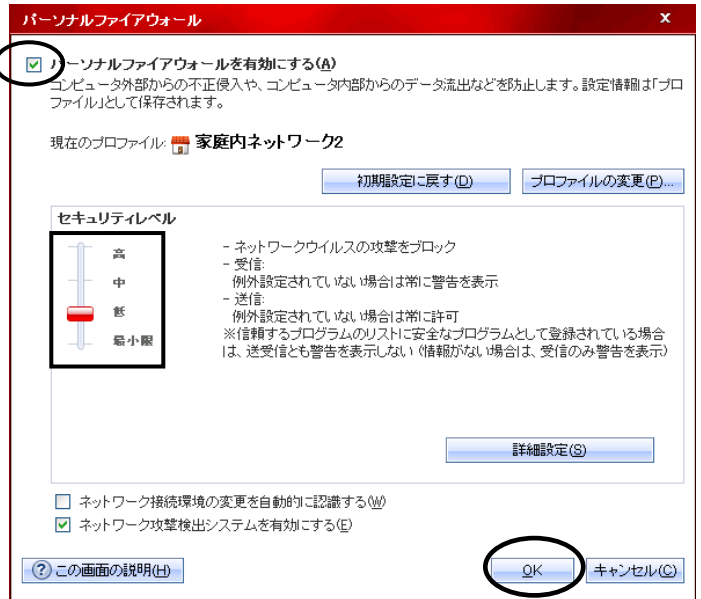 パーソナルファイアウォール
パーソナルファイアウォールを有効にする(A)
コンピュータ外部からの不正侵入や、コンピュータ内部からのデータ流出などを防止します。設定情報は「プロ
ファイル」として保存されます。
現在のプロファイル: 家庭内ネットワーク2
初期設定に戻す(D) プロファイルの変更(P)...
セキュリティレベル
高
中
低
最小限
- ネットワークウイルスの攻撃をブロック
- 受信:
例外設定されていない場合は常に警告を表示
- 送信:
例外設定されていない場合は常に許可
※信頼するプログラムのリストに安全なプログラムとして登録されている場合
は、送受信とも警告を表示しない (情報がない場合は、受信のみ警告を表示)
詳細設定(S)
ネットワーク接続環境の変更を自動的に認識する(W)
ネットワーク攻撃検出システムを有効にする(E)
?この画面の説明(H) OK キャンセル(C)